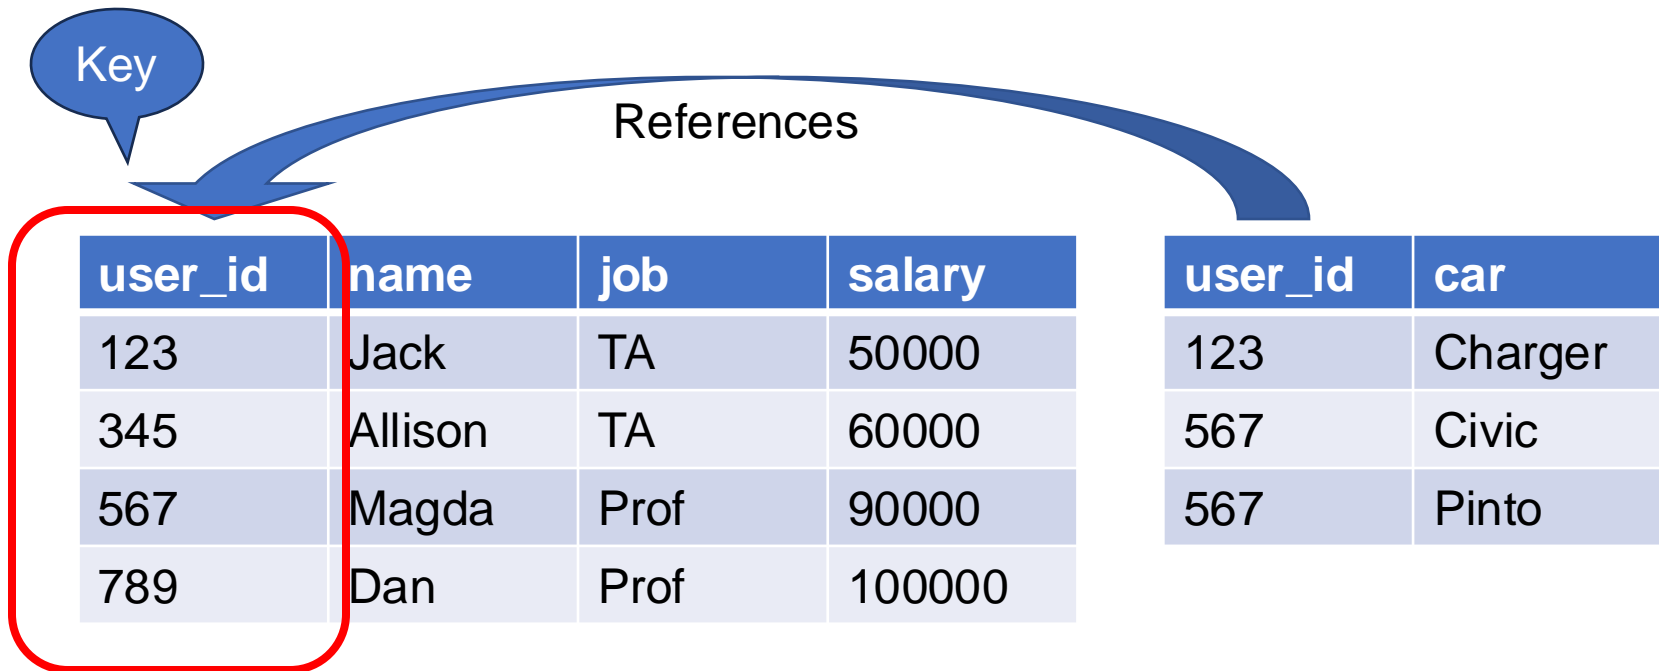 Key
References
user_id name job salary
123 Jack TA 50000
345 Allison TA 60000
567 Magda Prof 90000
789 Dan Prof 100000
user_id car
123 Charger
567 Civic
567 Pinto